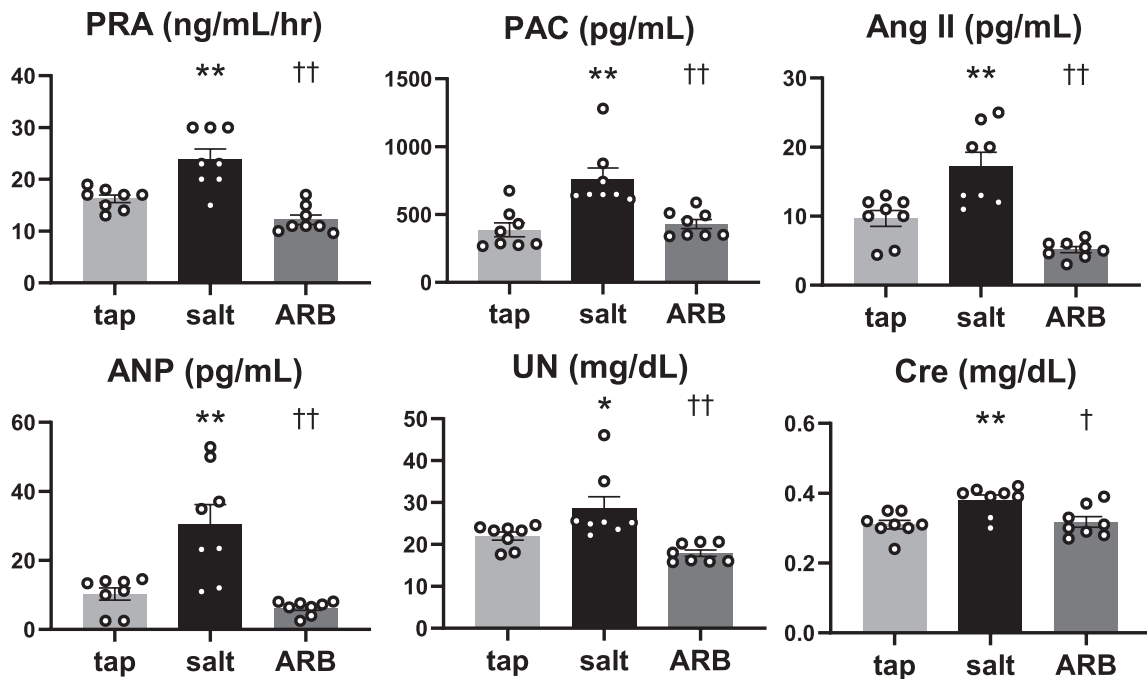 PRA (ng/mL/hr)
40
30
20
10
0
** ††
tap salt ARB
PAC (pg/mL)
1500
1000
500
0
** ††
tap salt ARB
Ang II (pg/mL)
30
20
10
0
** ††
tap salt ARB
ANP (pg/mL)
60
40
20
0
** ††
tap salt ARB
UN (mg/dL)
50
40
30
20
10
0
* ††
tap salt ARB
Cre (mg/dL)
0.6
0.4
0.2
0.0
** †
tap salt ARB